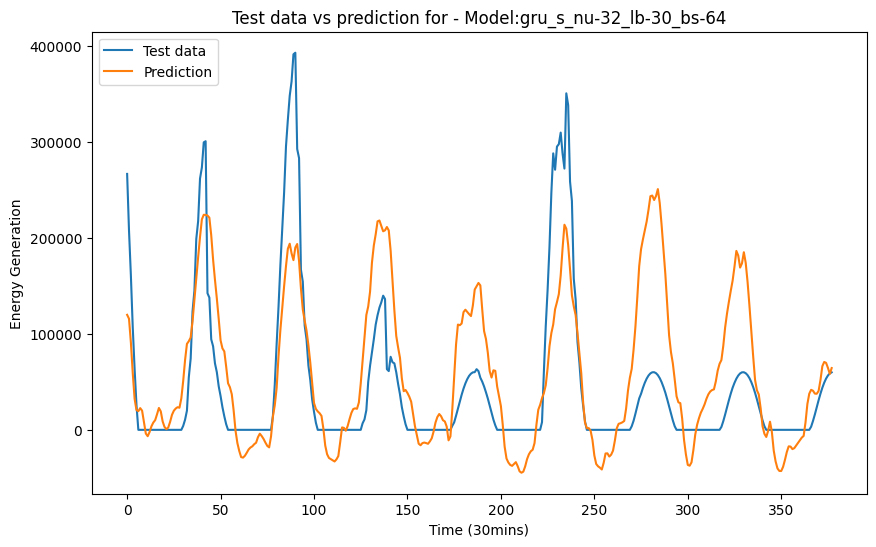 Test data vs prediction for - Model:gru_s_nu-32_lb-30_bs-64
Test data
Prediction
400000
300000
200000
100000
0
Energy Generation
0 50 100 150 200 250 300 350
Time (30mins)